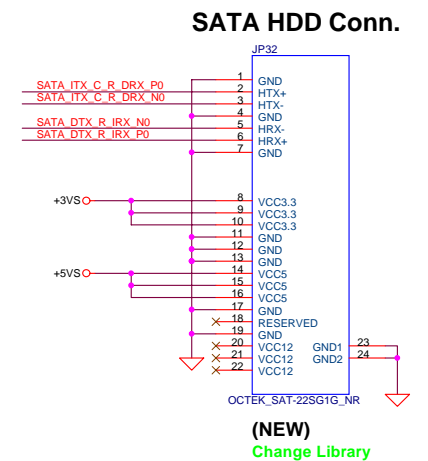 SATA HDD Conn.
JP32
1 GND
SATA_ITX_C_R_DRX_P0 2 HTX+
SATA_ITX_C_R_DRX_N0 3 HTX-
4 GND
SATA_DTX_R_IRX_N0 5 HRX-
SATA_DTX_R_IRX_P0 6 HRX+
7 GND
+3VS 8 VCC3.3
9 VCC3.3
10 VCC3.3
11 GND
12 GND
13 GND
+5VS 14 VCC5
15 VCC5
16 VCC5
17 GND
18 RESERVED
19 GND
20 VCC12 GND1 23
21 VCC12 GND2 24
22 VCC12
OCTEK_SAT-22SG1G_NR
(NEW)
Change Library